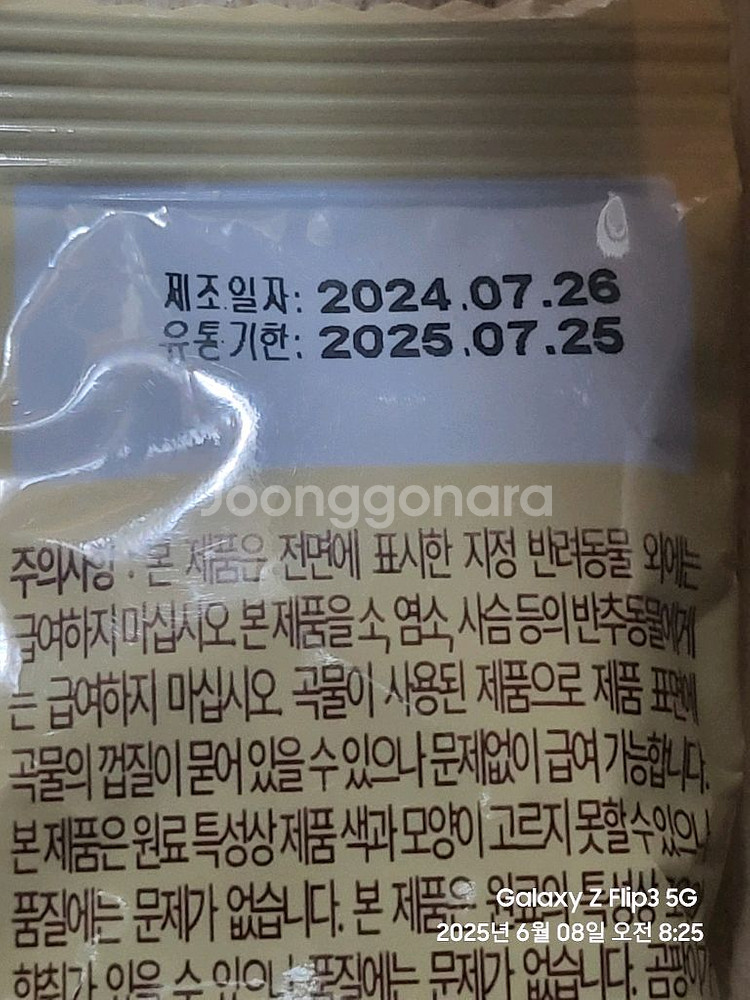 제조일자: 2024.07.26
유통기한: 2025.07.25
Joonggonara
주의사항 : 본 제품은 전면에 표시한 지정 반려동물 외에는
급여하지 마십시오. 본 제품을 소, 염소, 사슴 등의 반추동물에게
는 급여하지 마십시오. 곡물이 사용된 제품으로 제품 표면에
곡물의 껍질이 묻어 있을 수 있으나 문제없이 급여 가능합니다.
본 제품은 원료 특성상 제품 색과 모양이 고르지 못할 수 있으나
품질에는 문제가 없습니다. 본 제품은 원료의 특성상
Galaxy Z Flip3 5G
2025년 6월 08일 오전 8:25
향취가 있을 수 있으나 품질에는 문제가 없습니다.